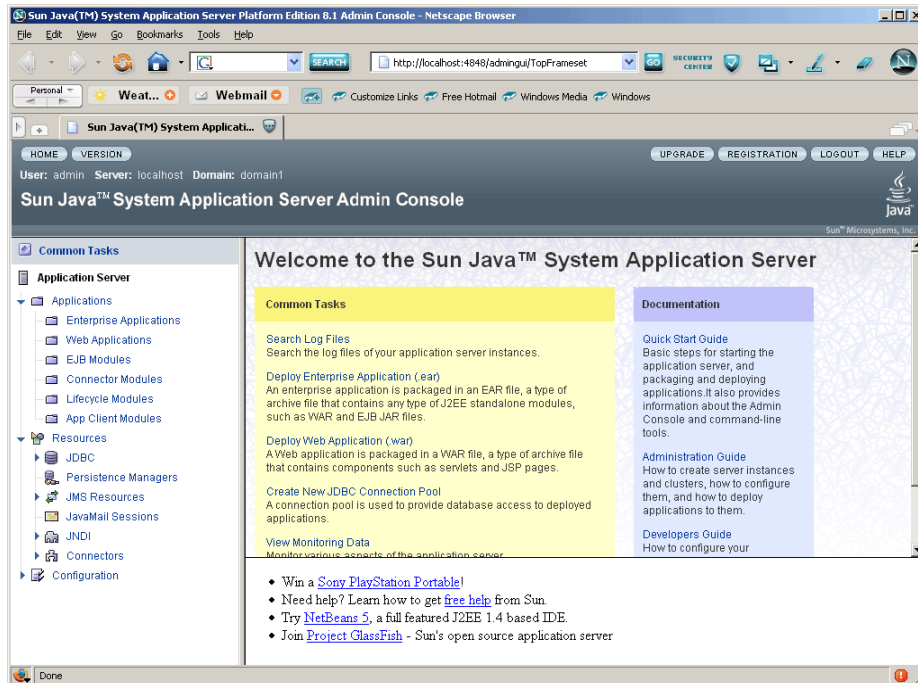 Sun Java(TM) System Application Server Platform Edition 8.1 Admin Console - Netscape Browser
File Edit View Go Bookmarks Tools Help
SEARCH http://localhost:4848/admingui/TopFrameset GO SECURITY CENTER
Personal Weat... Webmail Customize Links Free Hotmail Windows Media Windows
Sun Java(TM) System Applicati...
HOME VERSION UPGRADE REGISTRATION LOGOUT HELP
User: admin Server: localhost Domain: domain1
Sun Java™ System Application Server Admin Console
Java™
Sun™ Microsystems, Inc.
Common Tasks
Application Server
Applications
Enterprise Applications
Web Applications
EJB Modules
Connector Modules
Lifecycle Modules
App Client Modules
Resources
JDBC
Persistence Managers
JMS Resources
JavaMail Sessions
JNDI
Connectors
Configuration
Welcome to the Sun Java™ System Application Server
Common Tasks
Search Log Files
Search the log files of your application server instances.
Deploy Enterprise Application (.ear)
An enterprise application is packaged in an EAR file, a type of
archive file that contains any type of J2EE standalone modules,
such as WAR and EJB JAR files.
Deploy Web Application (.war)
A Web application is packaged in a WAR file, a type of archive file
that contains components such as servlets and JSP pages.
Create New JDBC Connection Pool
A connection pool is used to provide database access to deployed
applications.
View Monitoring Data
Monitor various aspects of the application server
Documentation
Quick Start Guide
Basic steps for starting the
application server, and
packaging and deploying
applications.It also provides
information about the Admin
Console and command-line
tools.
Administration Guide
How to create server instances
and clusters, how to configure
them, and how to deploy
applications to them.
Developers Guide
How to configure your
Win a Sony PlayStation Portable!
Need help? Learn how to get free help from Sun.
Try NetBeans 5, a full featured J2EE 1.4 based IDE.
Join Project GlassFish - Sun's open source application server
Done